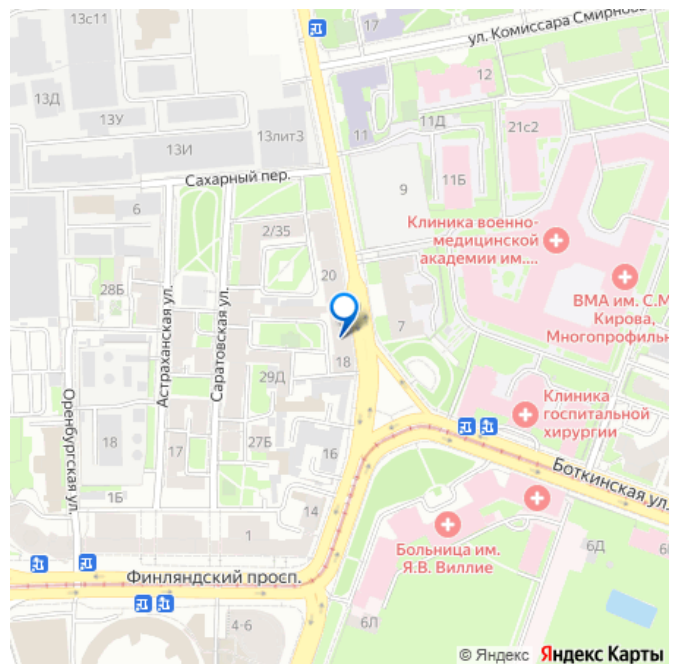 13с11
17
ул. Комиссара Смирнова
13Д
13У
12
13И
13лит3
11
11Д
21с2
Сахарный пер.
11Б
9
6
2/35
Клиника военно-
медицинской
академии им....
20
28Б
ВМА им. С.М
Кирова,
Многопрофильн
Астраханская ул.
Саратовская ул.
7
18
29Д
Оренбургская ул.
Клиника
госпитальной
хирургии
18
17
27Б
16
Боткинская ул.
1Б
14
1
Больница им.
Я.В. Виллие
6Д
Финляндский просп.
6Л
4-6
© Яндекс Яндекс Карты